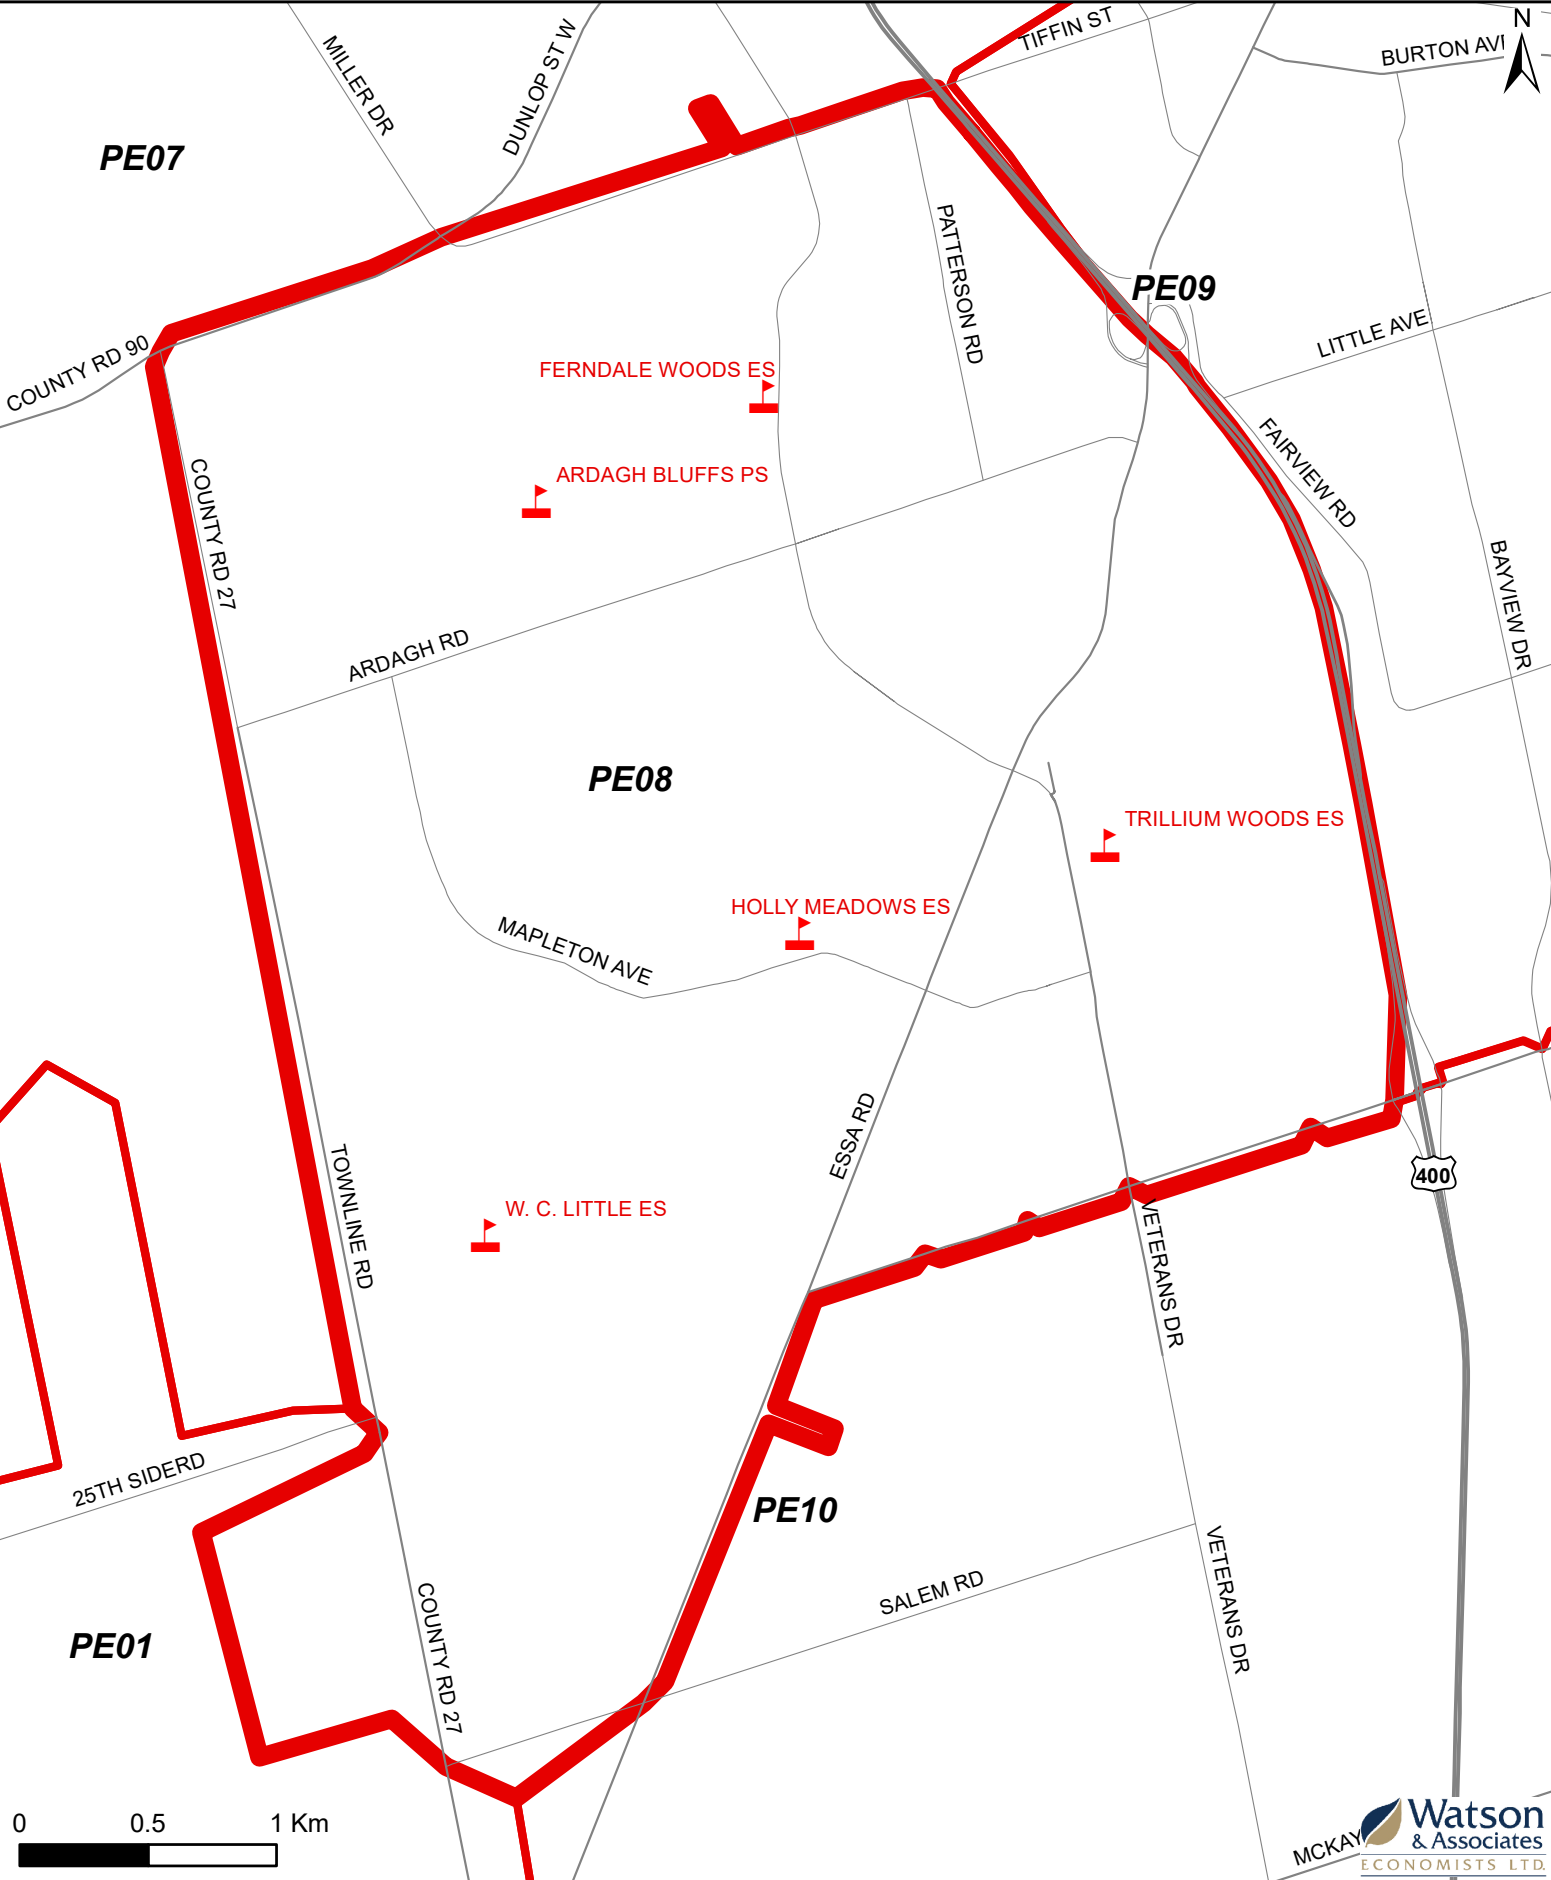 N
TIFFIN ST
BURTON AV
MILLER DR
DUNLOP ST W
PE07
PATTERSON RD
PE09
LITTLE AVE
COUNTY RD 90
FERNDALE WOODS ES
FAIRVIEW RD
ARDAGH BLUFFS PS
COUNTY RD 27
BAYVIEW DR
ARDAGH RD
PE08
TRILLIUM WOODS ES
HOLLY MEADOWS ES
MAPLETON AVE
ESSA RD
TOWNLINE RD
400
W. C. LITTLE ES
VETERANS DR
25TH SIDERD
PE10
VETERANS DR
SALEM RD
COUNTY RD 27
PE01
0 0.5 1 Km
MCKAY
Watson
& Associates
ECONOMISTS LTD.